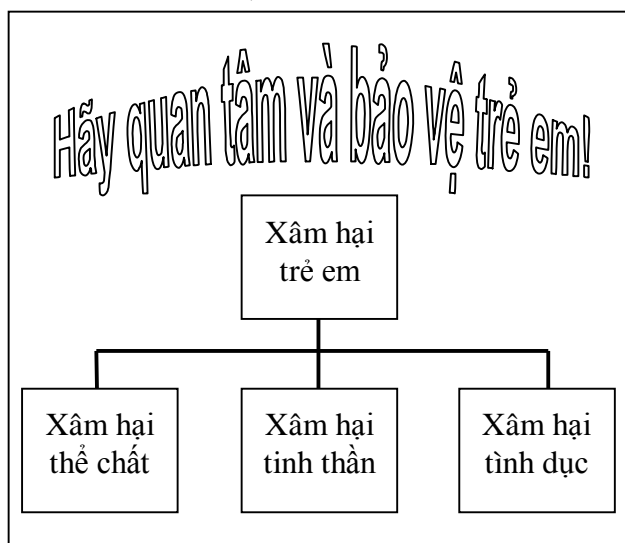 Hãy quan tâm và bảo vệ trẻ em!
Xâm hại
trẻ em
Xâm hại
thể chất
Xâm hại
tinh thần
Xâm hại
tình dục